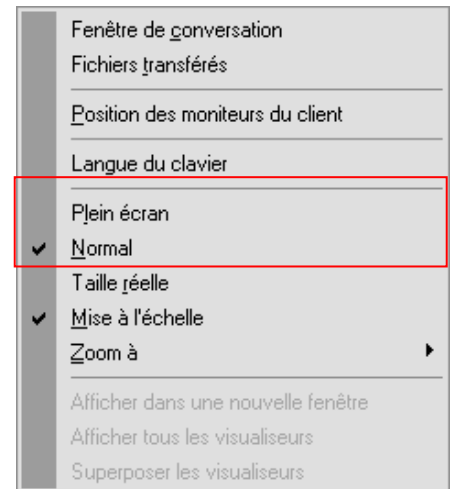 Fenêtre de conversation
Fichiers transférés
Position des moniteurs du client
Langue du clavier
Plein écran
Normal
Taille réelle
Mise à l'échelle
Zoom à
Afficher dans une nouvelle fenêtre
Afficher tous les visualiseurs
Superposer les visualiseurs